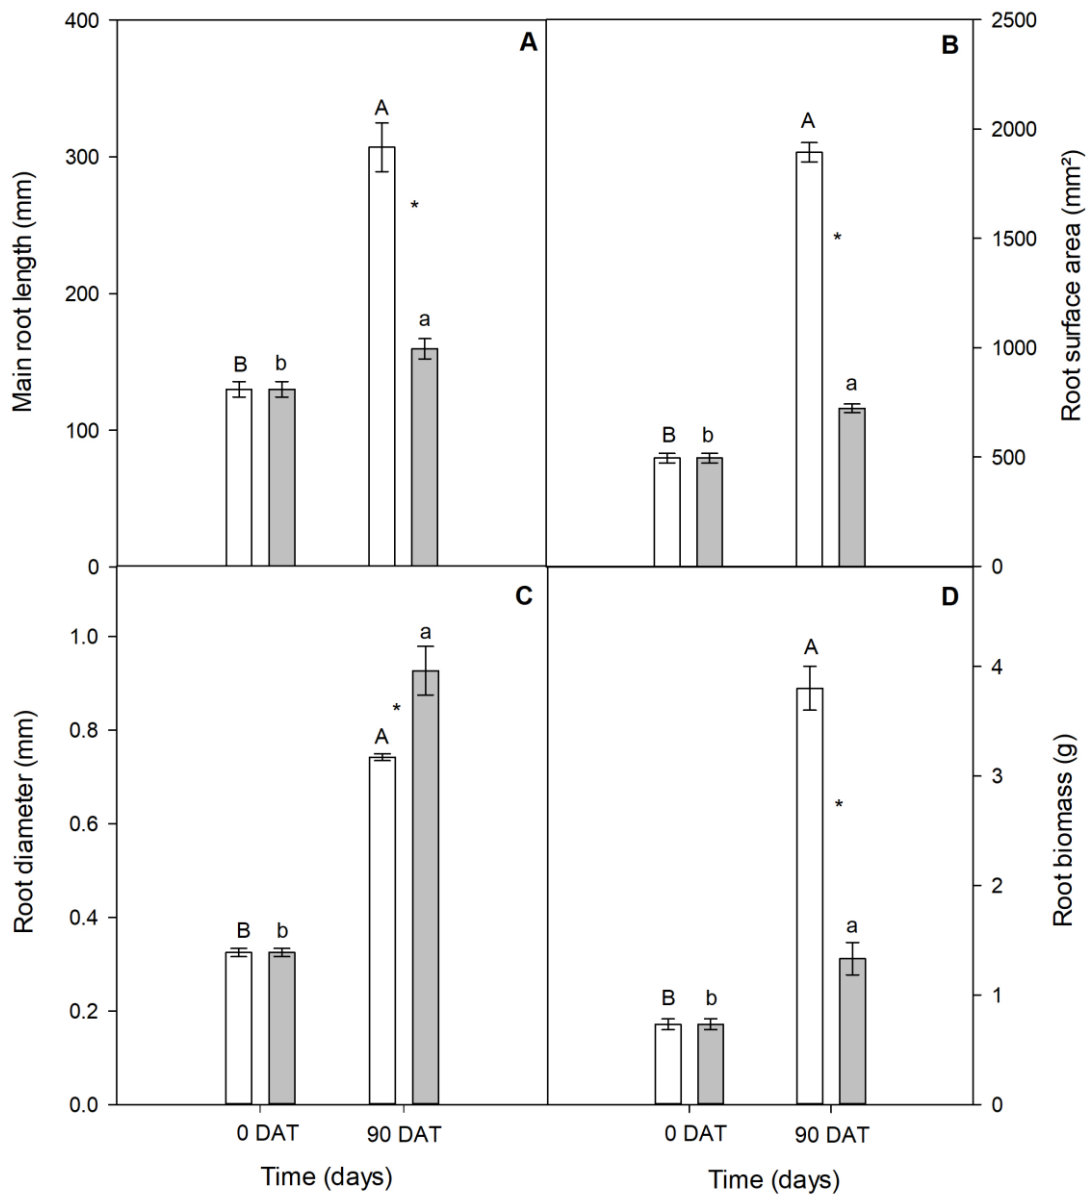 A
Main root length (mm)
400
300
200
100
0
A
*
a
B b
B
Root surface area (mm²)
2500
2000
1500
1000
500
0
A
*
a
B b
C
Root diameter (mm)
1.0
0.8
0.6
0.4
0.2
0.0
a
*
A
B b
0 DAT 90 DAT
Time (days)
D
Root biomass (g)
4
3
2
1
0
A
*
a
B b
0 DAT 90 DAT
Time (days)